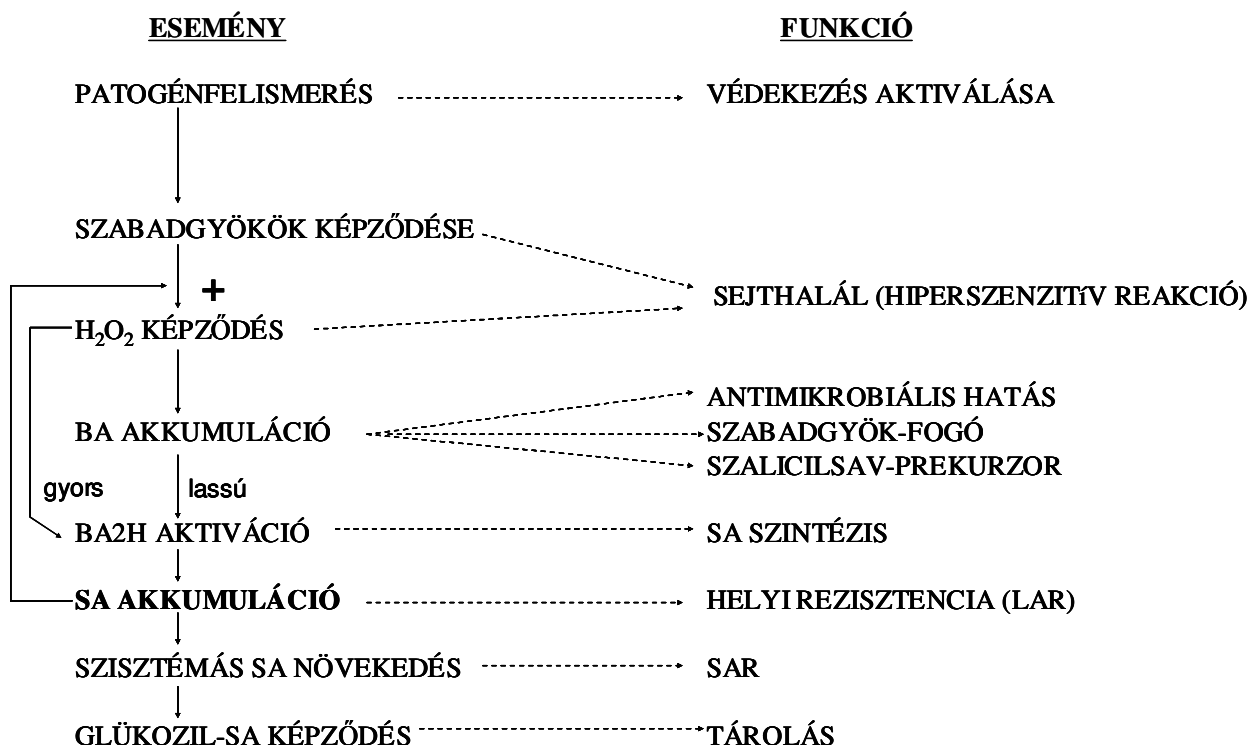 ESEMÉNY FUNKCIÓ
PATOGÉNFELISMERÉS VÉDEKEZÉS AKTIVÁLÁSA
SZABADGYÖKÖK KÉPZŐDÉSE
+
SEJTHALÁL (HIPERSZENZITíV REAKCIÓ)
H₂O₂ KÉPZŐDÉS
ANTIMIKROBIÁLIS HATÁS
BA AKKUMULÁCIÓ SZABADGYÖK-FOGÓ
SZALICILSAV-PREKURZOR
gyors lassú
BA2H AKTIVÁCIÓ SA SZINTÉZIS
SA AKKUMULÁCIÓ HELYI REZISZTENCIA (LAR)
SZISZTÉMÁS SA NÖVEKEDÉS SAR
GLÜKOZIL-SA KÉPZŐDÉS TÁROLÁS